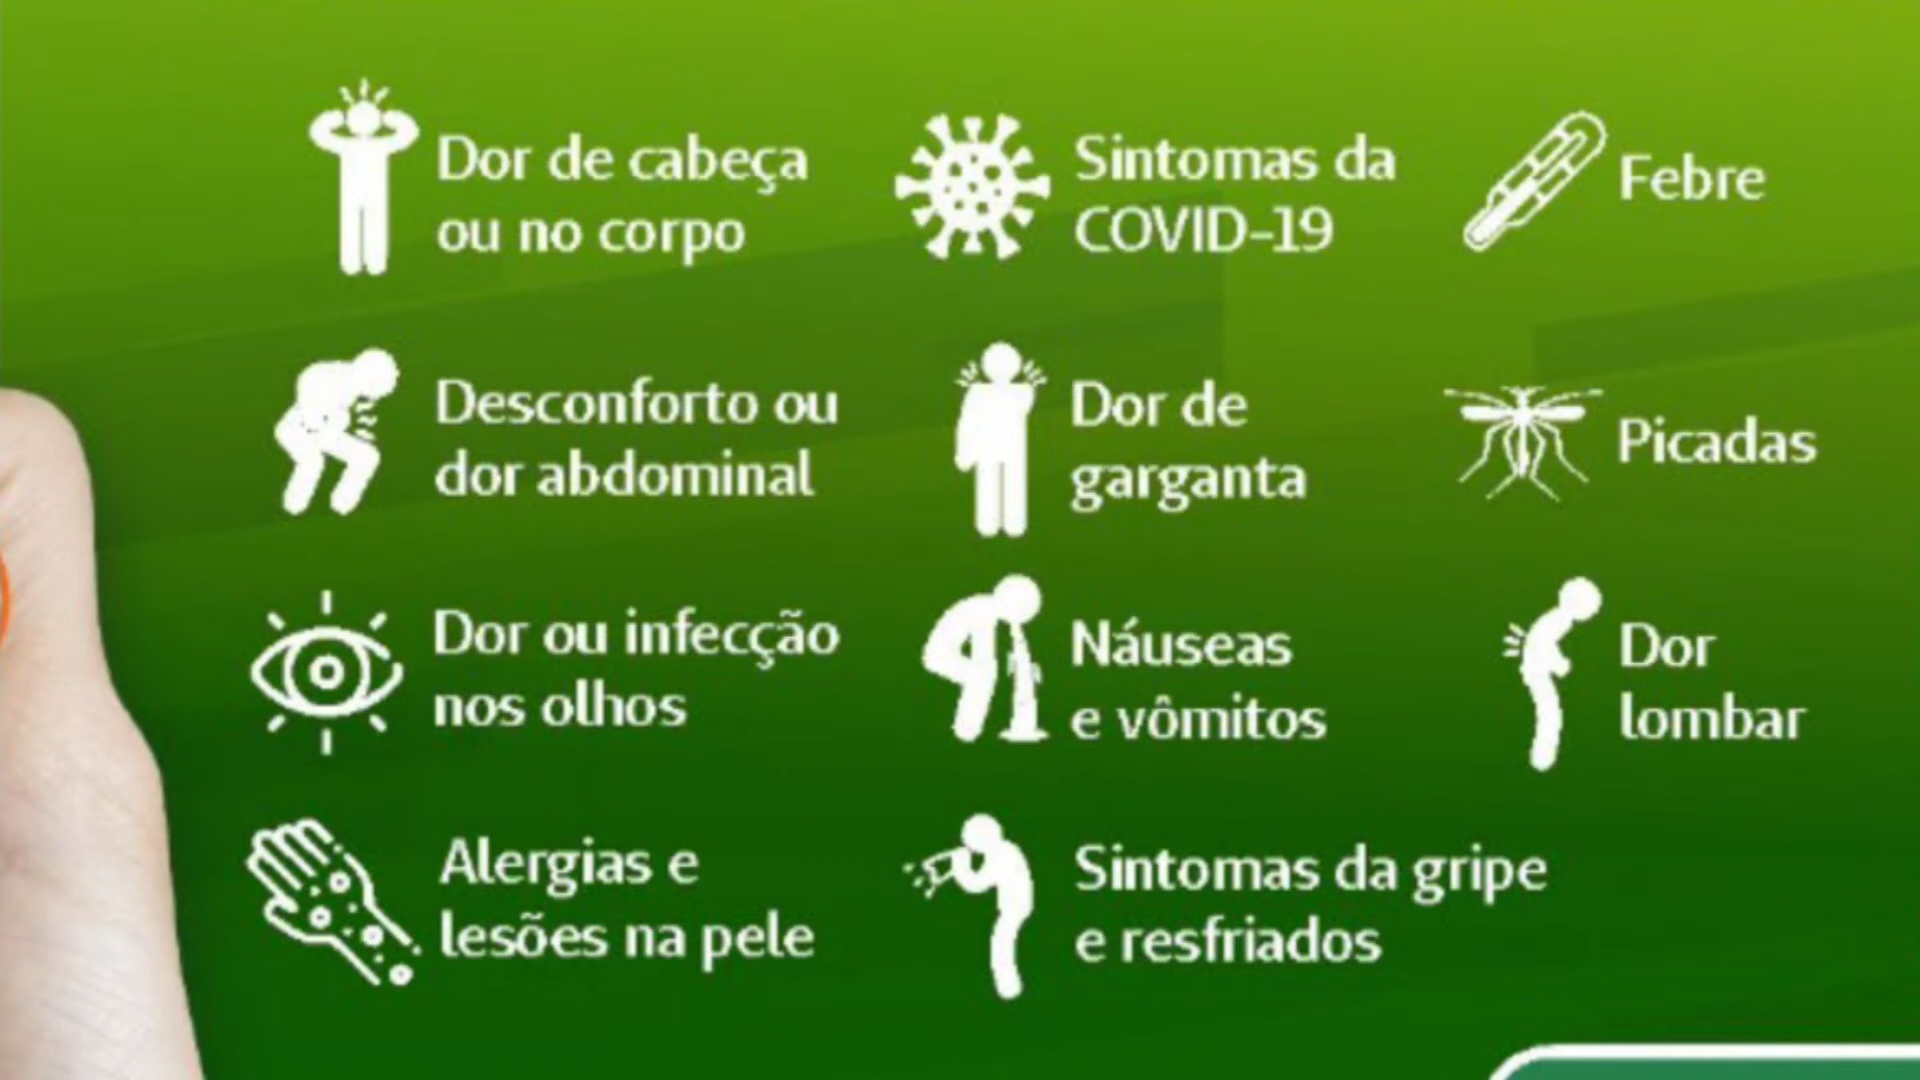 Dor de cabeça
ou no corpo
Sintomas da
COVID-19
Febre
Desconforto ou
dor abdominal
Dor de
garganta
Picadas
Dor ou infecção
nos olhos
Náuseas
e vômitos
Dor
lombar
Alergias e
lesões na pele
Sintomas da gripe
e resfriados